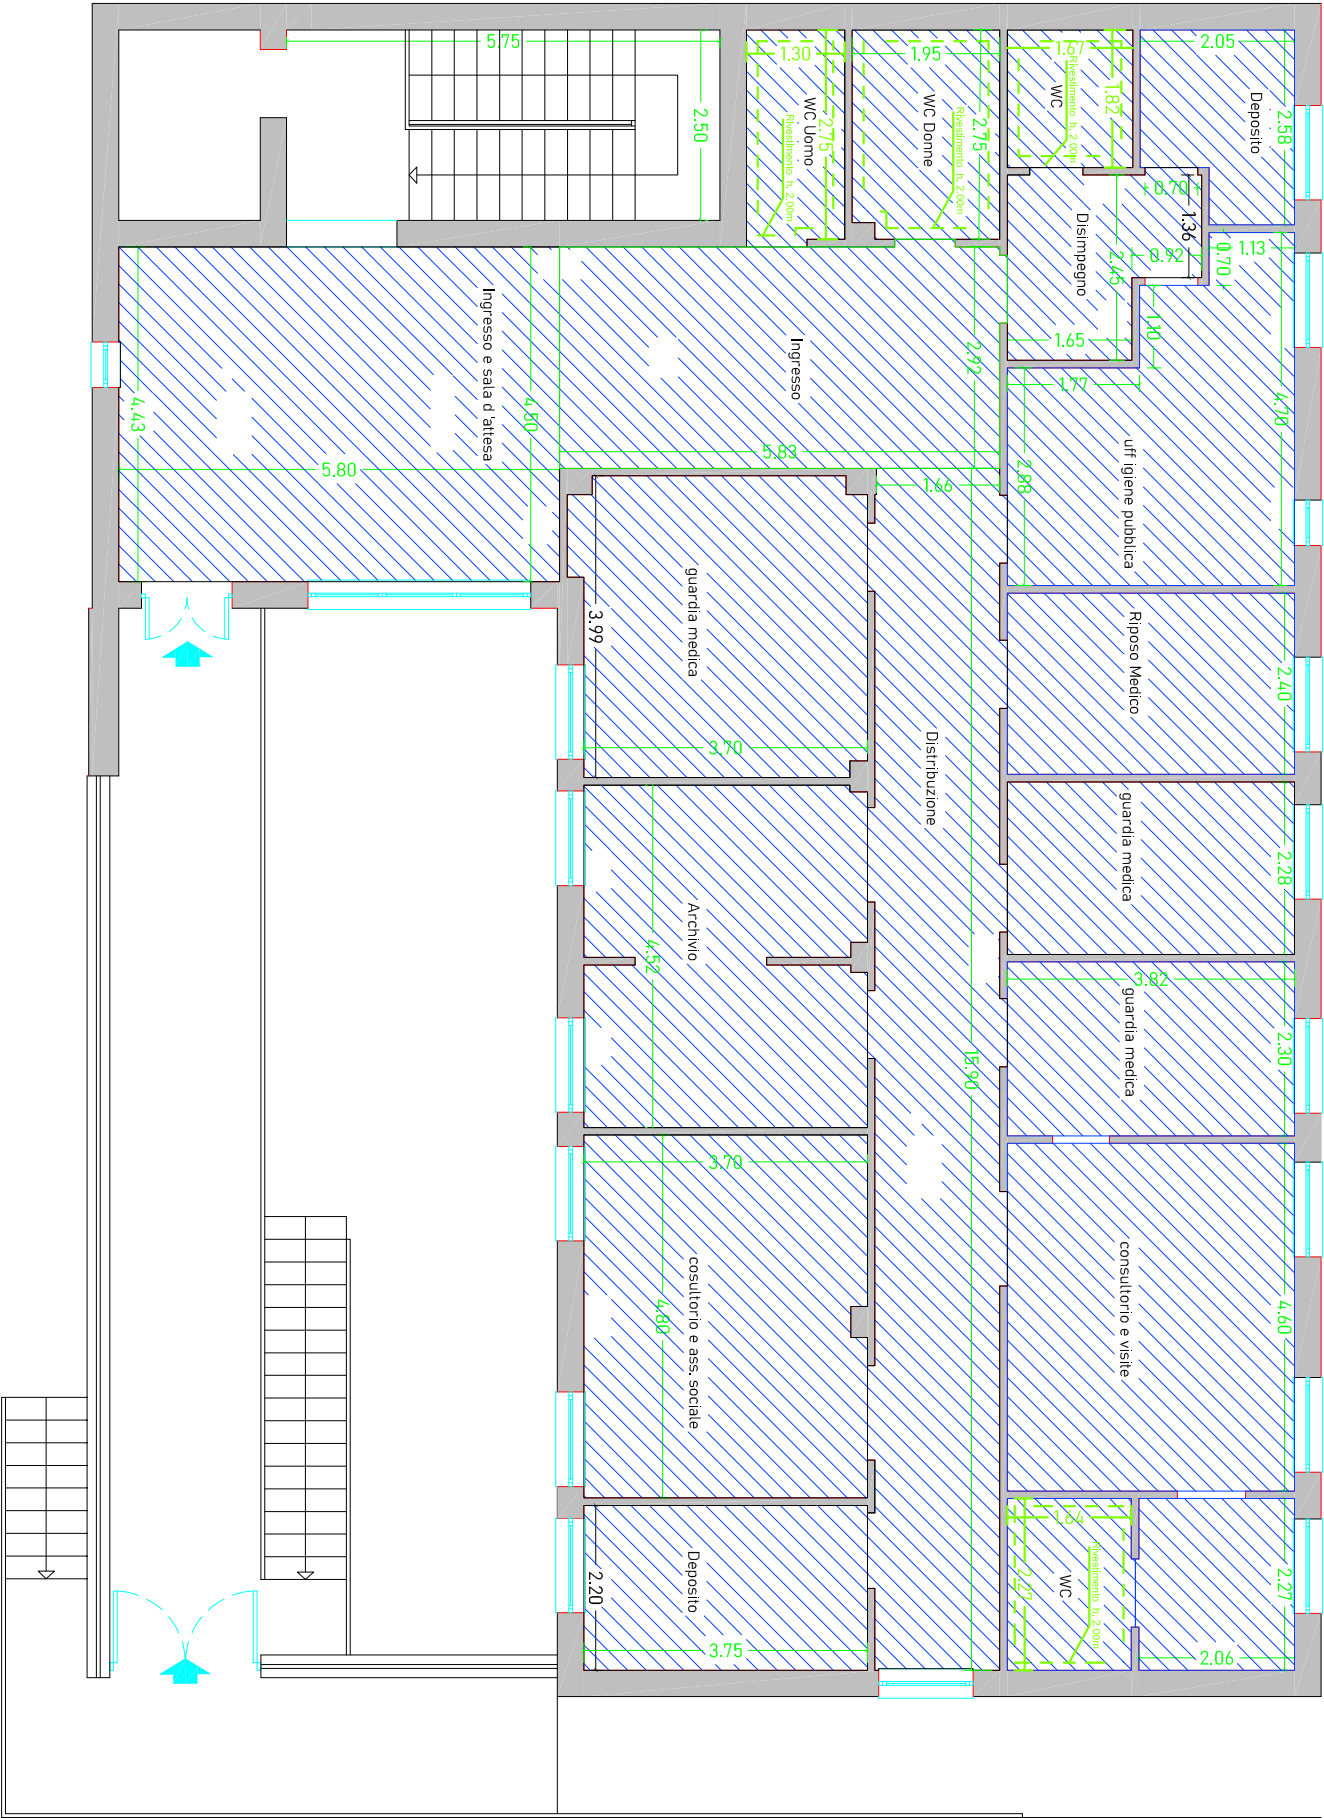 5.75
2.50
1.30
WC Uomo
2.75
Rivestimento h. 2.00m
1.95
WC Donne
2.75
Rivestimento h. 2.00m
1.67
WC
1.82
Rivestimento h. 2.00m
2.05
Deposito
2.58
0.70
1.36
Disimpegno
2.45
0.92
0.70
1.13
1.10
1.65
1.77
4.70
uff igiene pubblica
2.88
Ingresso e sala d 'attesa
4.43
4.50
5.80
Ingresso
2.92
5.83
1.66
guardia medica
3.99
3.70
Riposo Medico
2.40
Distribuzione
15.90
guardia medica
2.28
Archivio
4.52
3.82
guardia medica
2.30
3.70
cosultorio e ass. sociale
4.80
consultorio e visite
4.60
Deposito
2.20
3.75
1.64
WC
2.27
Rivestimento h. 2.00m
2.27
2.06